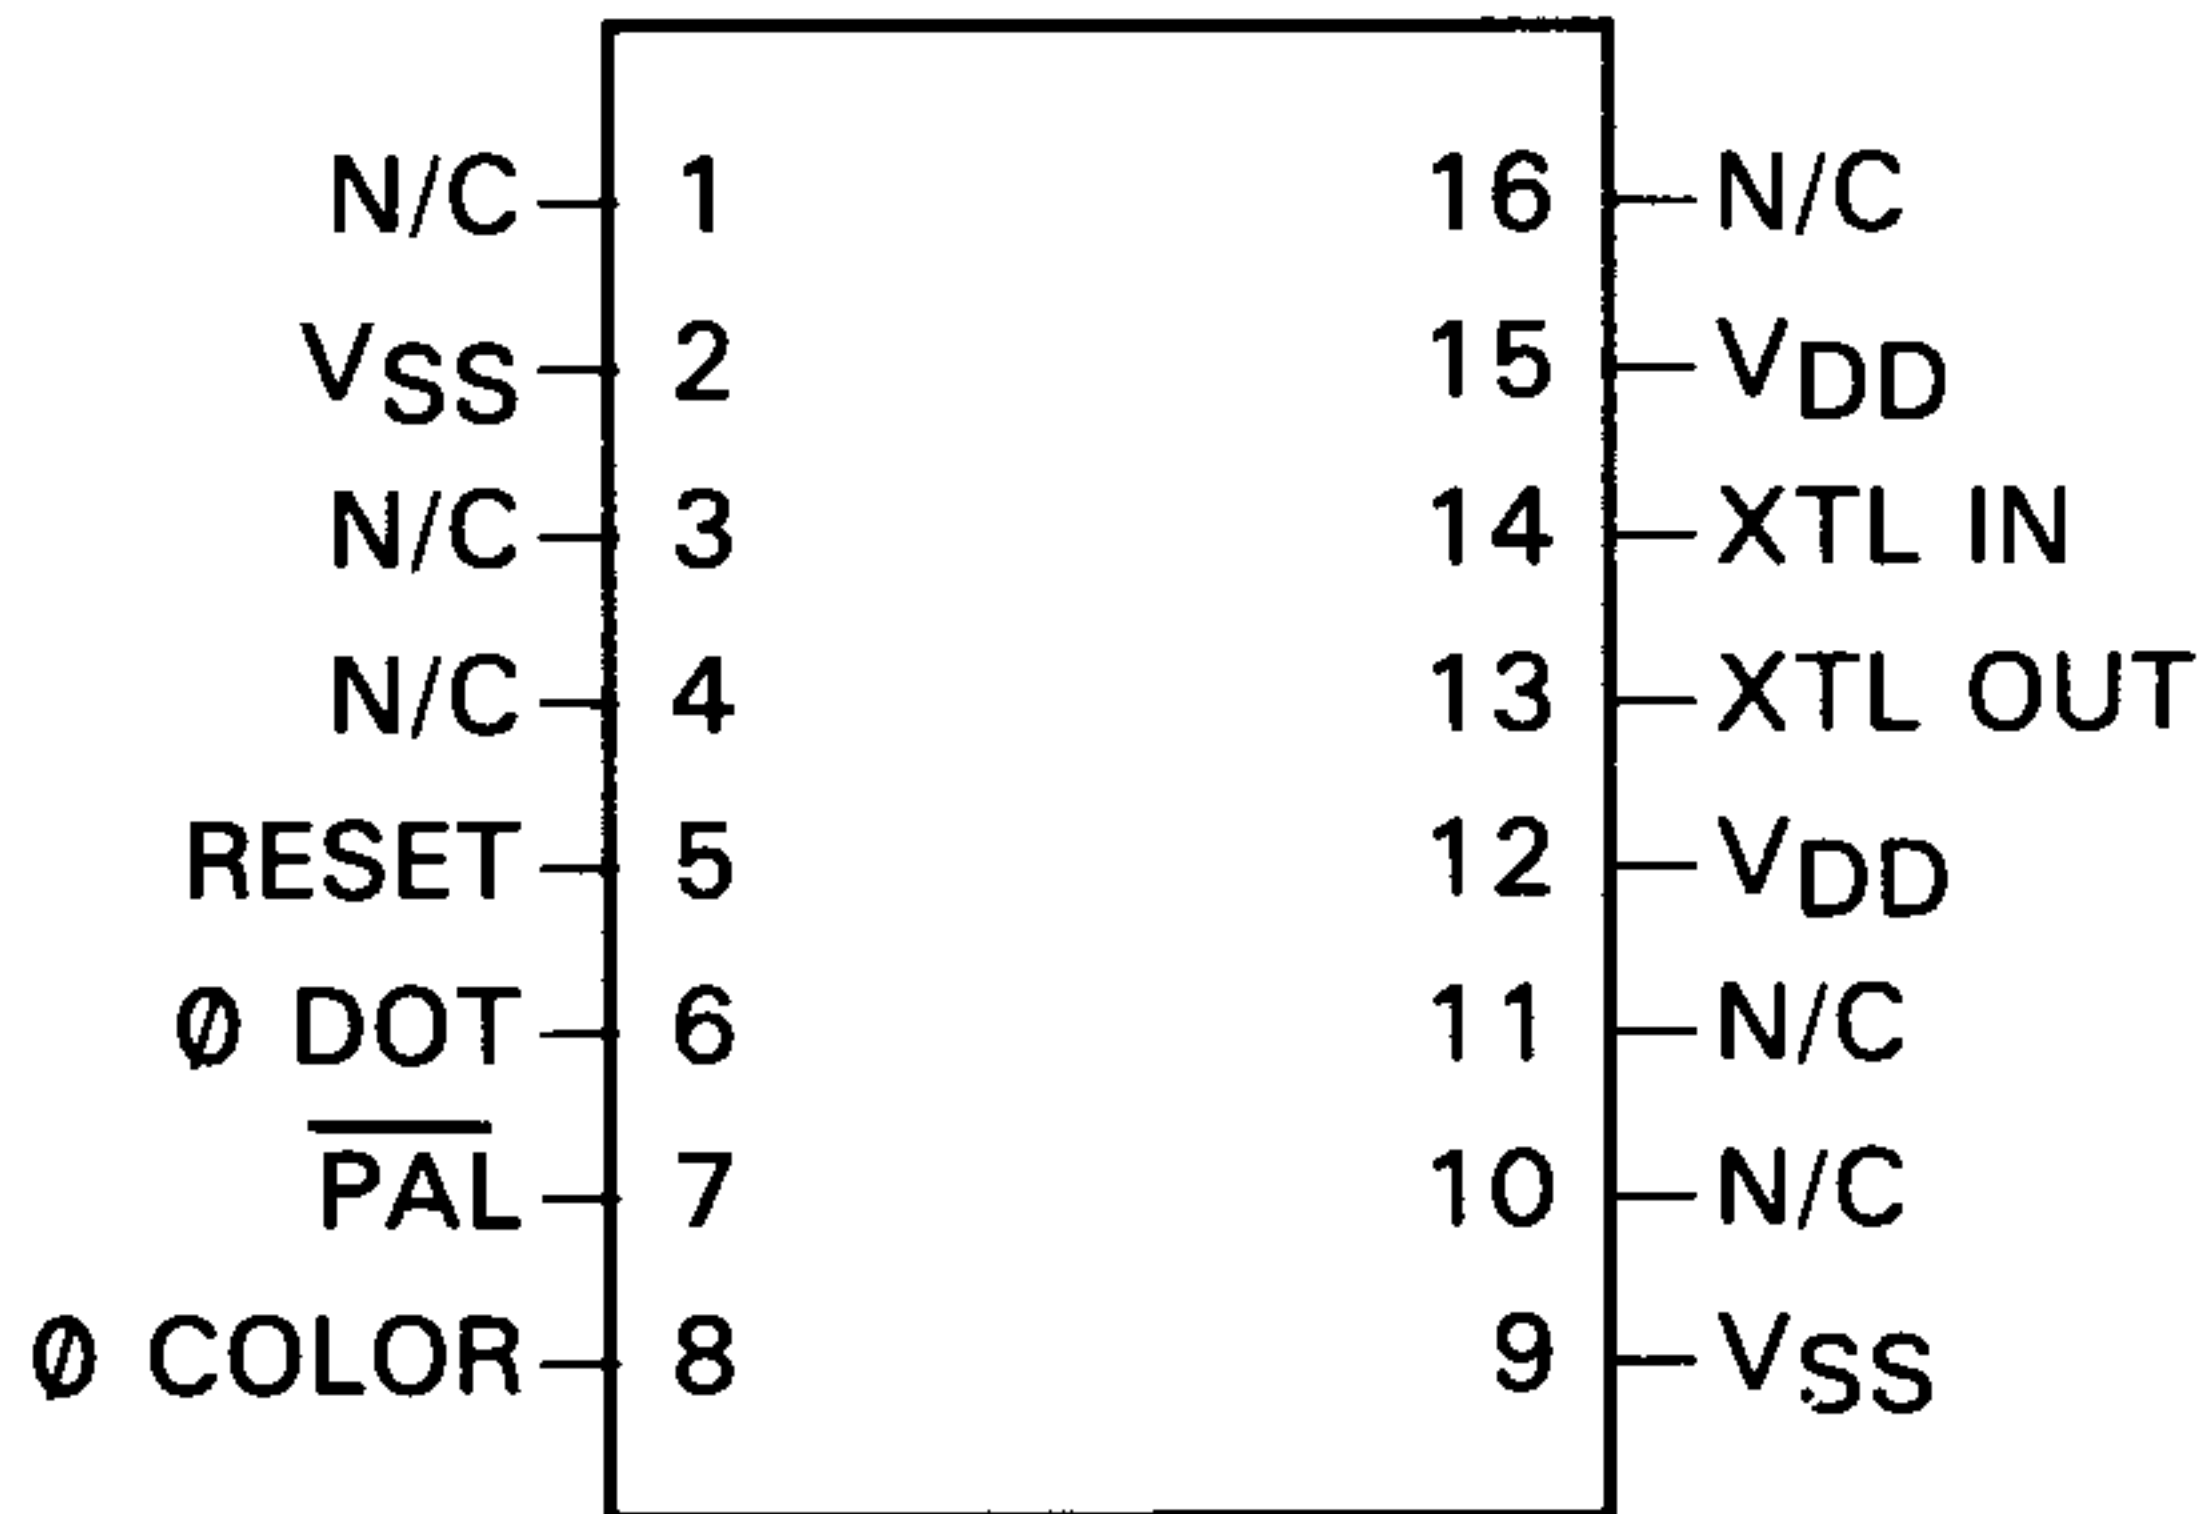 N/C 1 16 N/C
VSS 2 15 VDD
N/C 3 14 XTL IN
N/C 4 13 XTL OUT
RESET 5 12 VDD
Ø DOT 6 11 N/C
P̅A̅L̅ 7 10 N/C
Ø COLOR 8 9 VSS